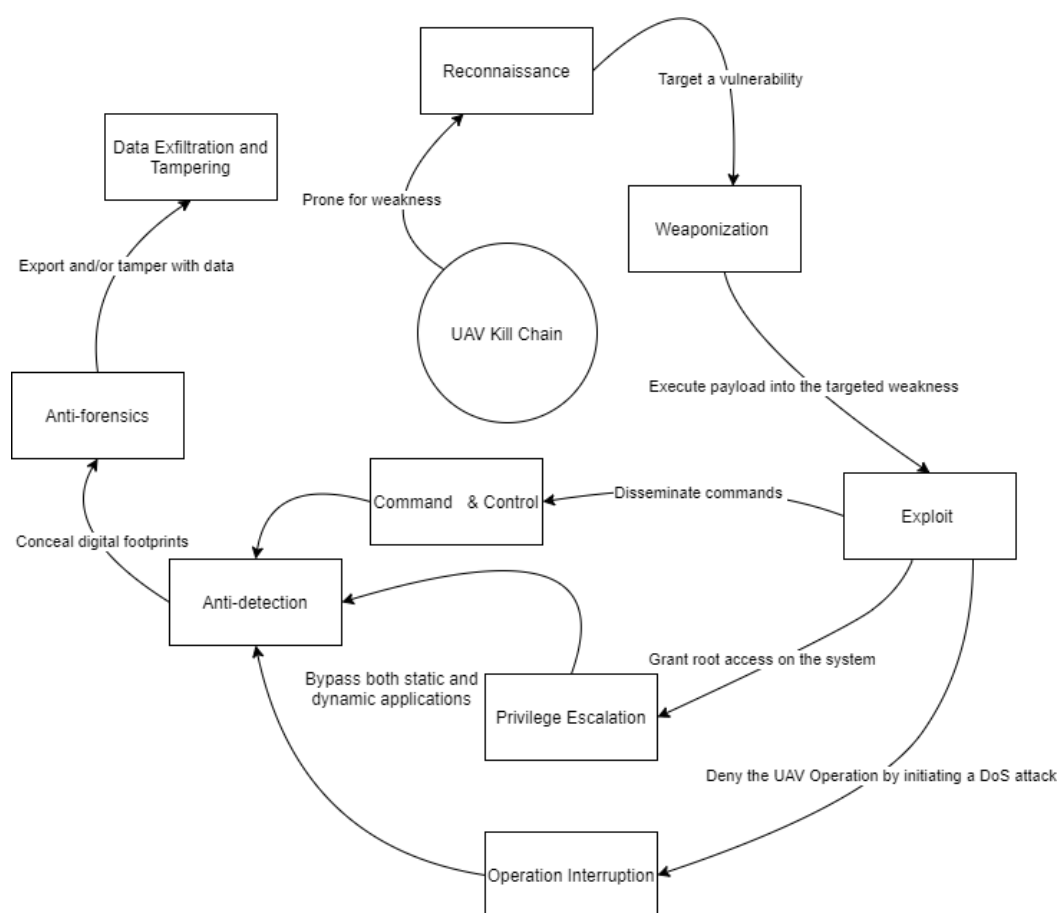 Reconnaissance
Target a vulnerability
Data Exfiltration and
Tampering
Prone for weakness
Weaponization
Export and/or tamper with data
UAV Kill Chain
Execute payload into the targeted weakness
Anti-forensics
Command & Control
Disseminate commands
Exploit
Conceal digital footprints
Anti-detection
Grant root access on the system
Bypass both static and
dynamic applications
Privilege Escalation
Deny the UAV Operation by initiating a DoS attack
Operation Interruption